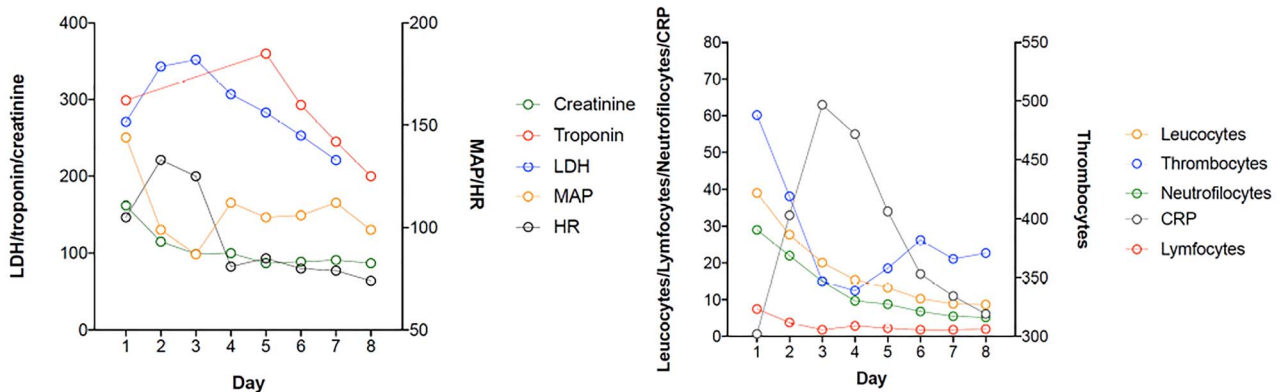 LDH/troponin/creatinine
400
300
200
100
0
200
150
100
50
MAP/HR
1 2 3 4 5 6 7 8
Day
Creatinine
Troponin
LDH
MAP
HR
Leucocytes/Lymfocytes/Neutrofilocytes/CRP
80
70
60
50
40
30
20
10
0
550
500
450
400
350
300
Thrombocytes
1 2 3 4 5 6 7 8
Day
Leucocytes
Thrombocytes
Neutrofilocytes
CRP
Lymfocytes